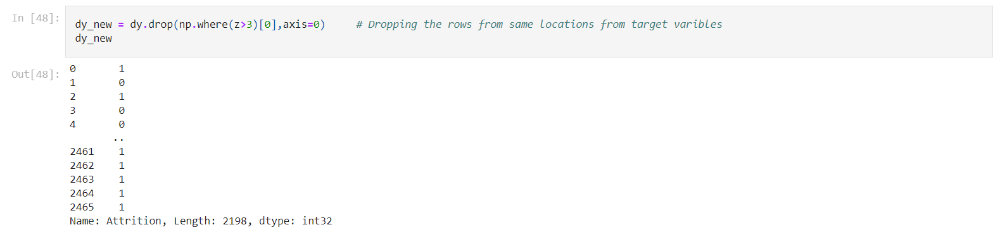 In [48]:
dy_new = dy.drop(np.where(z>3)[0],axis=0)     # Dropping the rows from same locations from target varibles
dy_new
Out[48]:
0       1
1       0
2       1
3       0
4       0
..
2461    1
2462    1
2463    1
2464    1
2465    1
Name: Attrition, Length: 2198, dtype: int32